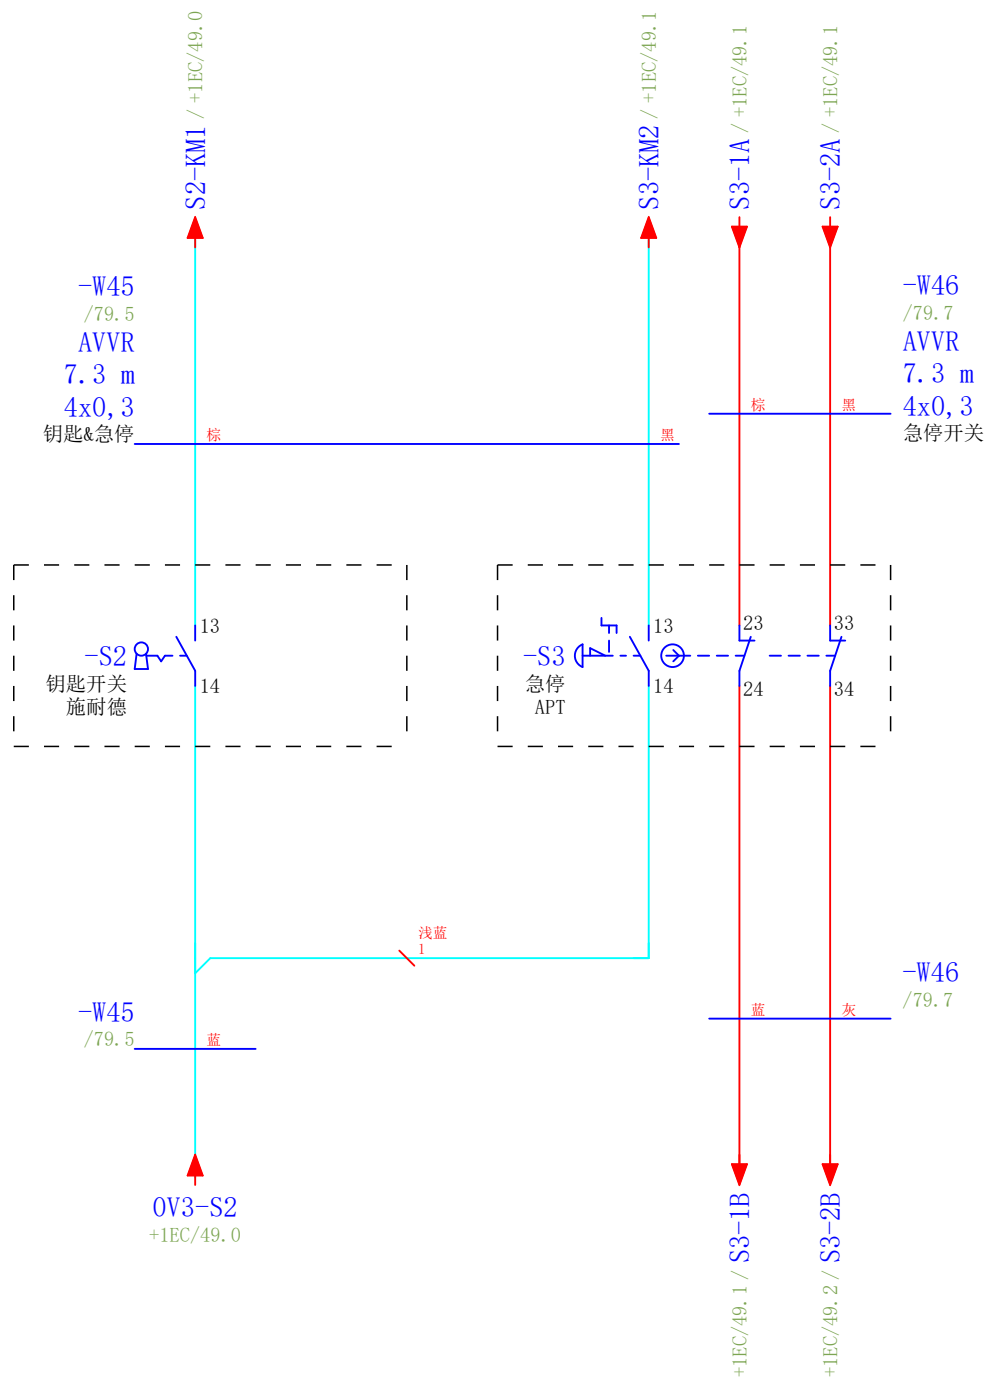 S2-KM1 / +1EC/49.0
S3-KM2 / +1EC/49.1
S3-1A / +1EC/49.1
S3-2A / +1EC/49.1
-W45
/79.5
AVVR
7.3 m
4x0,3
钥匙&急停
棕
黑
-W46
/79.7
AVVR
7.3 m
4x0,3
急停开关
棕
黑
-S2
钥匙开关
施耐德
13
14
-S3
急停
APT
13
14
23
24
33
34
浅蓝
1
-W45
/79.5
蓝
-W46
/79.7
蓝
灰
0V3-S2
+1EC/49.0
+1EC/49.1 / S3-1B
+1EC/49.2 / S3-2B